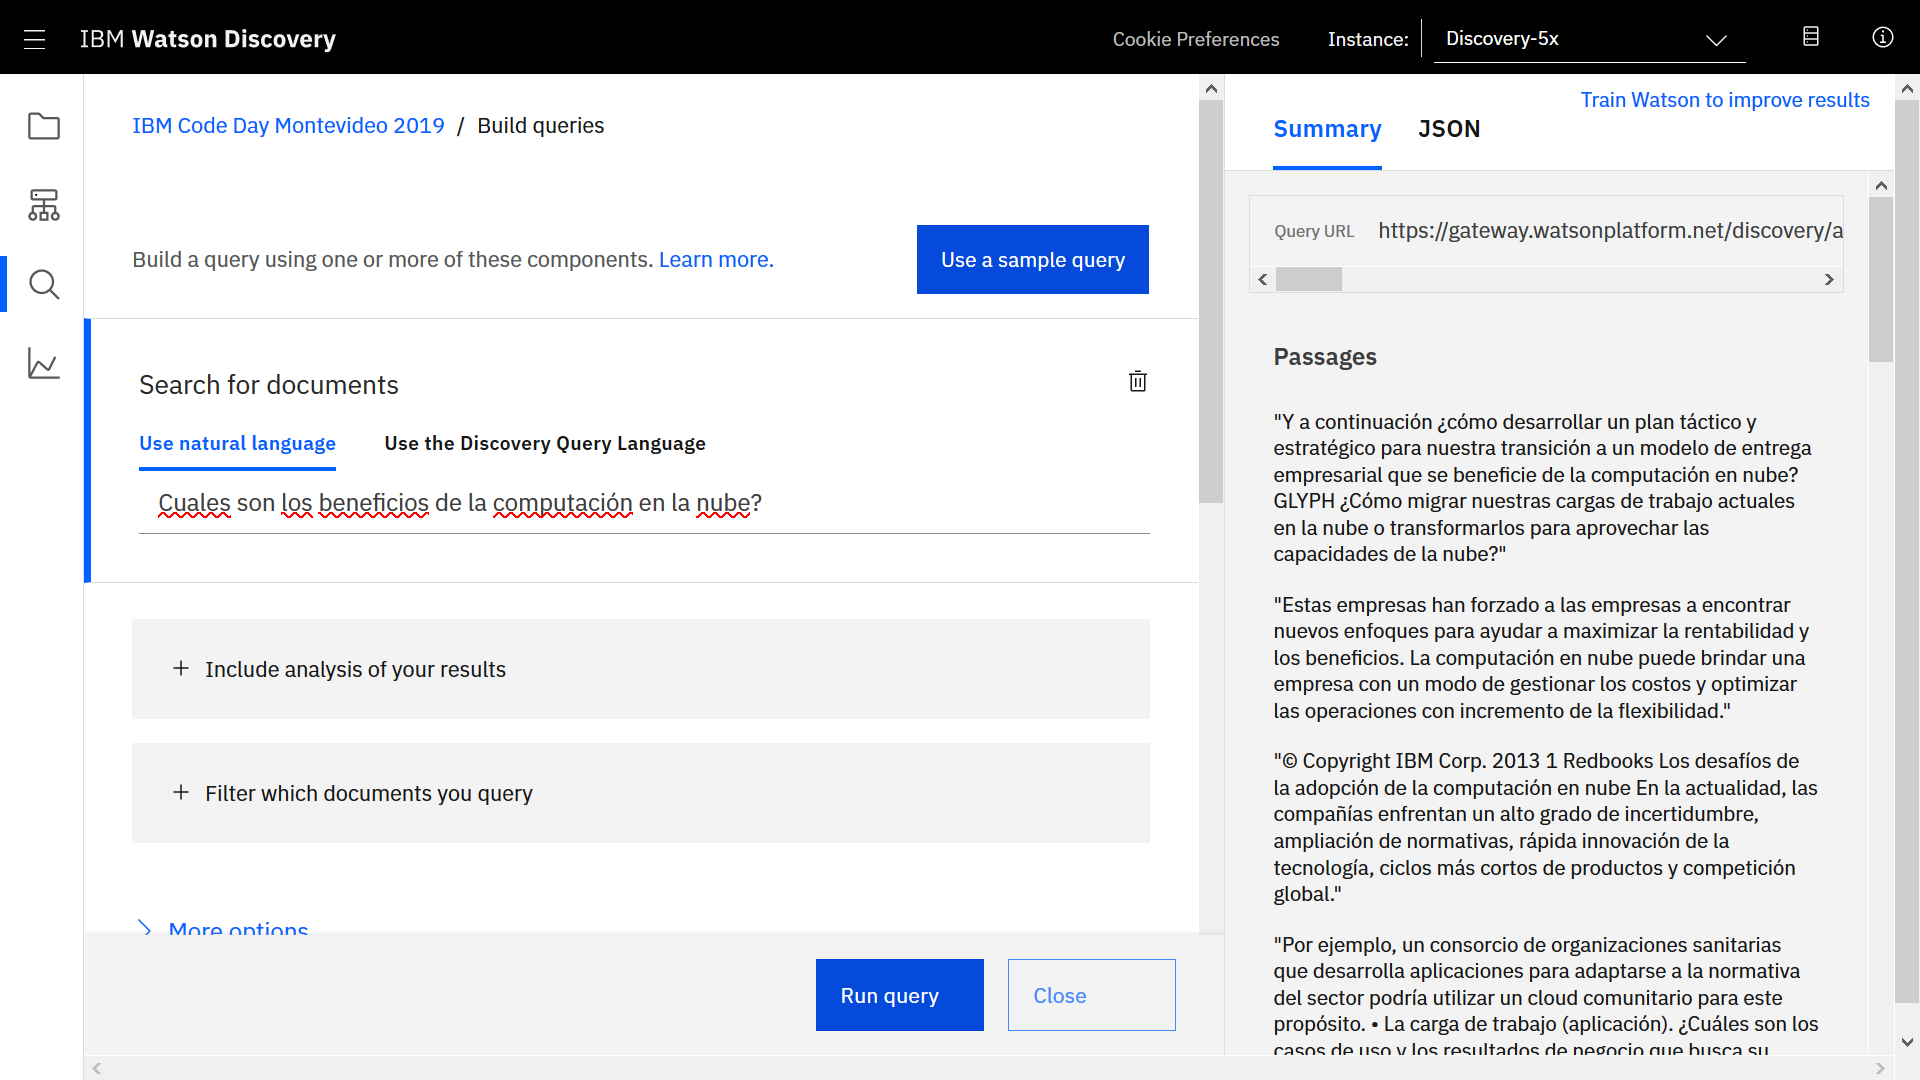 IBM Watson Discovery
Cookie Preferences
Instance:
Discovery-5x
IBM Code Day Montevideo 2019 / Build queries
Build a query using one or more of these components. Learn more.
Use a sample query
Search for documents
Use natural language
Use the Discovery Query Language
Cuales son los beneficios de la computación en la nube?
+ Include analysis of your results
+ Filter which documents you query
More options
Run query
Close
Train Watson to improve results
Summary
JSON
Query URL https://gateway.watsonplatform.net/discovery/a
Passages
"Y a continuación ¿cómo desarrollar un plan táctico y
estratégico para nuestra transición a un modelo de entrega
empresarial que se beneficie de la computación en nube?
GLYPH ¿Cómo migrar nuestras cargas de trabajo actuales
en la nube o transformarlos para aprovechar las
capacidades de la nube?"
"Estas empresas han forzado a las empresas a encontrar
nuevos enfoques para ayudar a maximizar la rentabilidad y
los beneficios. La computación en nube puede brindar una
empresa con un modo de gestionar los costos y optimizar
las operaciones con incremento de la flexibilidad."
"© Copyright IBM Corp. 2013 1 Redbooks Los desafíos de
la adopción de la computación en nube En la actualidad, las
compañías enfrentan un alto grado de incertidumbre,
ampliación de normativas, rápida innovación de la
tecnología, ciclos más cortos de productos y competición
global."
"Por ejemplo, un consorcio de organizaciones sanitarias
que desarrolla aplicaciones para adaptarse a la normativa
del sector podría utilizar un cloud comunitario para este
propósito. • La carga de trabajo (aplicación). ¿Cuáles son los
casos de uso y los resultados de negocio que busca su